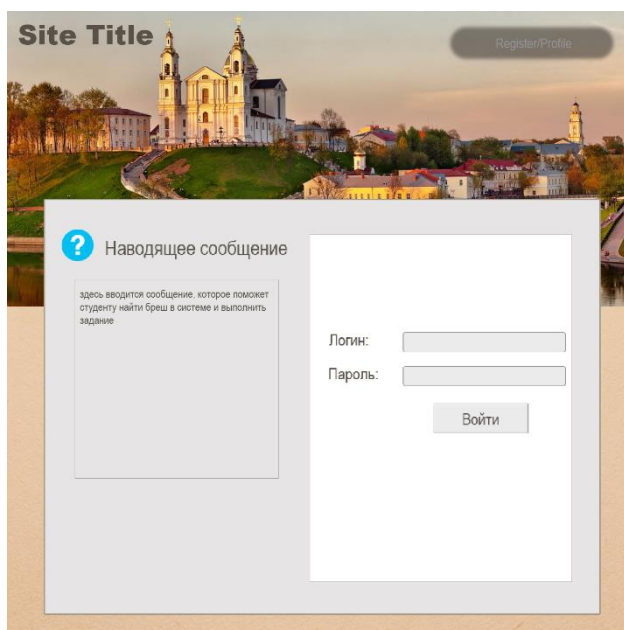 Site Title
Register/Profile
Наводящее сообщение
здесь вводится сообщение, которое поможет
студенту найти бреш в системе и выполнить
задание
Логин:
Пароль:
Войти